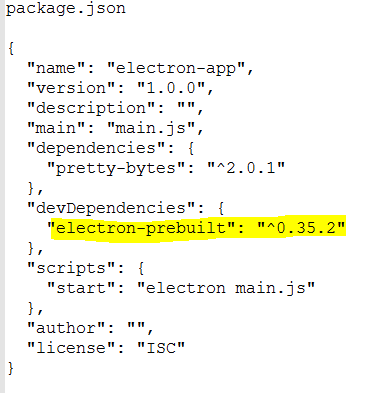 package.json
{
"name": "electron-app",
"version": "1.0.0",
"description": "",
"main": "main.js",
"dependencies": {
"pretty-bytes": "^2.0.1"
},
"devDependencies": {
"electron-prebuilt": "^0.35.2"
},
"scripts": {
"start": "electron main.js"
},
"author": "",
"license": "ISC"
}